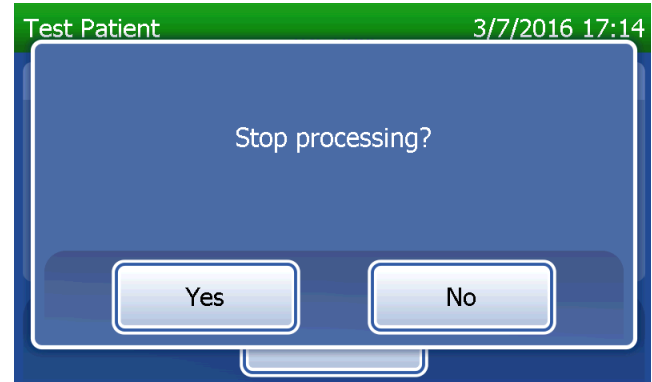 Test Patient 3/7/2016 17:14
Stop processing?
Yes No